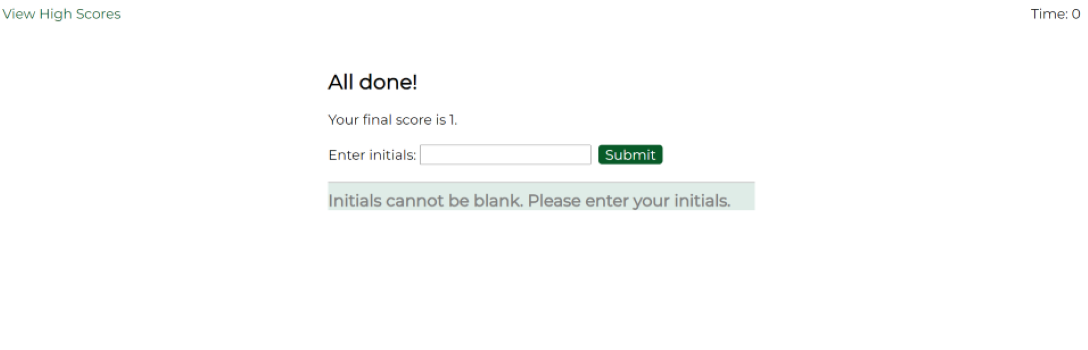 View High Scores
Time: 0
All done!
Your final score is 1.
Enter initials: Submit
Initials cannot be blank. Please enter your initials.